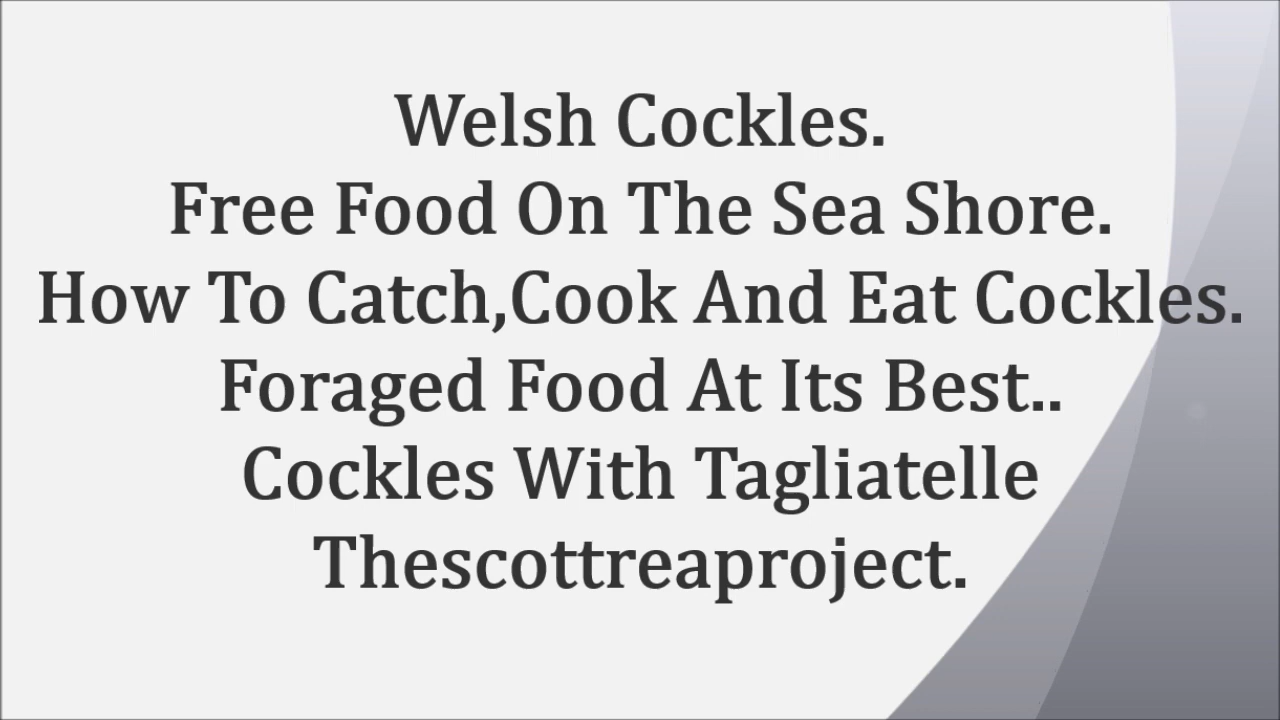 Welsh Cockles.
Free Food On The Sea Shore.
How To Catch,Cook And Eat Cockles.
Foraged Food At Its Best..
Cockles With Tagliatelle
Thescottreaproject.